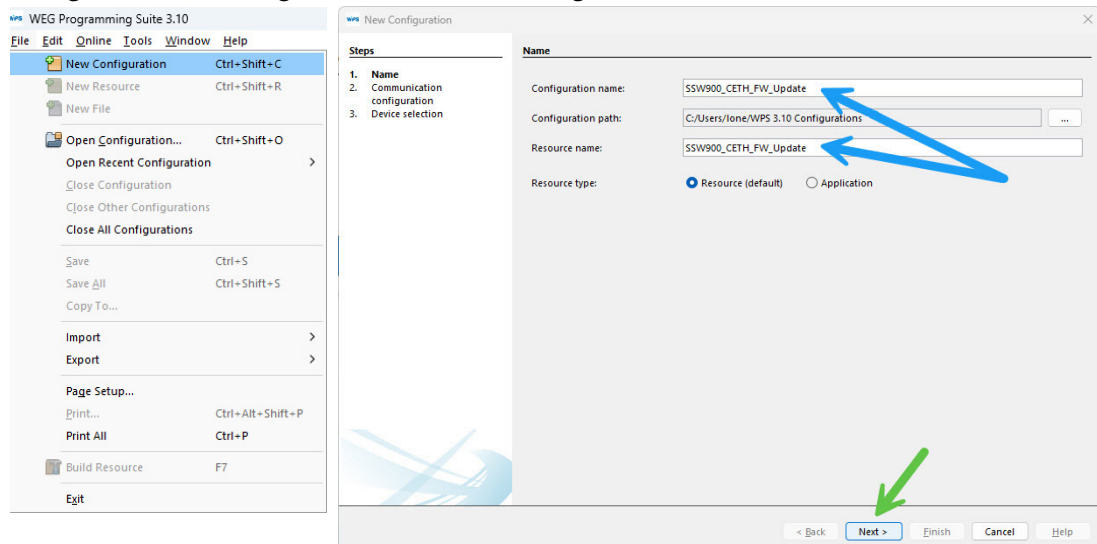 WPS WEG Programming Suite 3.10
File Edit Online Tools Window Help
New Configuration Ctrl+Shift+C
New Resource Ctrl+Shift+R
New File
Open Configuration... Ctrl+Shift+O
Open Recent Configuration >
Close Configuration
Close Other Configurations
Close All Configurations
Save Ctrl+S
Save All Ctrl+Shift+S
Copy To...
Import >
Export >
Page Setup...
Print... Ctrl+Alt+Shift+P
Print All Ctrl+P
Build Resource F7
Exit
WPS New Configuration
Steps
1. Name
2. Communication
configuration
3. Device selection
Name
Configuration name: SSW900_CETH_FW_Update
Configuration path: C:/Users/Ione/WPS 3.10 Configurations ...
Resource name: SSW900_CETH_FW_Update
Resource type: Resource (default) Application
< Back Next > Finish Cancel Help